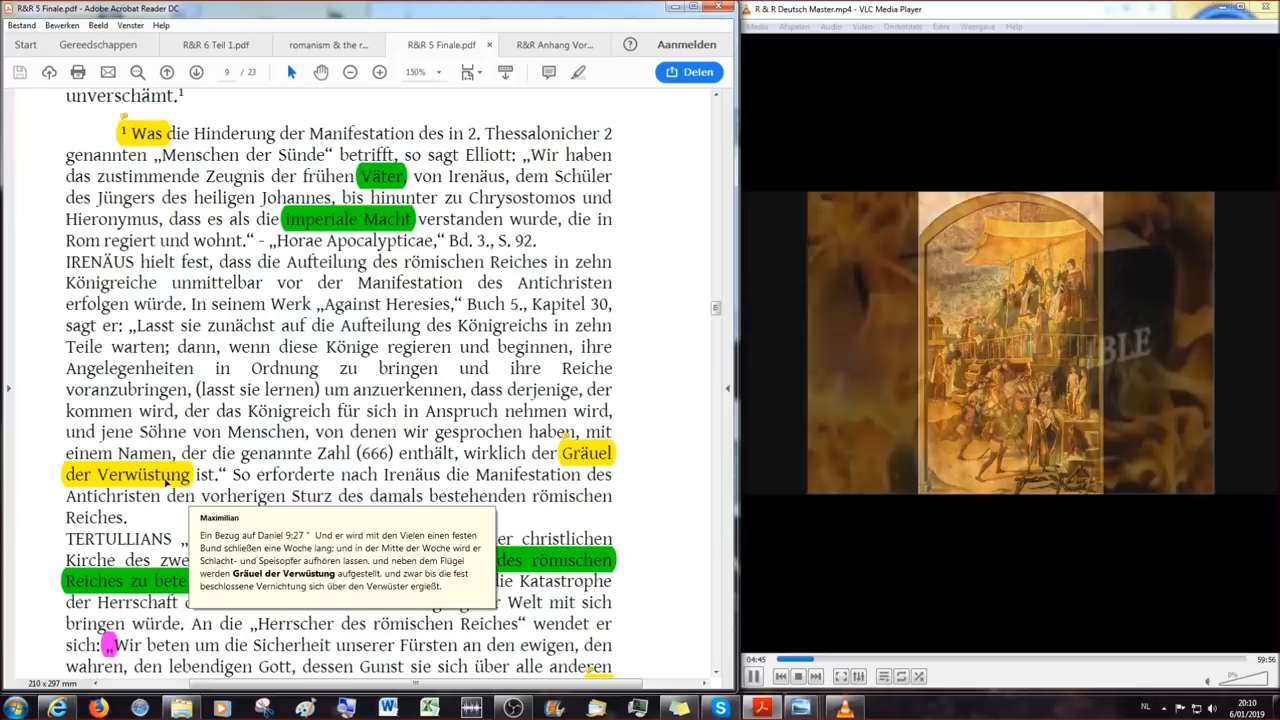 R&R 5 Finale.pdf - Adobe Acrobat Reader DC
Bestand Bewerken Beeld Venster Help
Start Gereedschappen R&R 6 Teil 1.pdf romanism & the r... R&R 5 Finale.pdf × R&R Anhang Vor... Aanmelden
9 / 23 150% Delen
unverschämt.¹
¹ Was die Hinderung der Manifestation des in 2. Thessalonicher 2
genannten „Menschen der Sünde“ betrifft, so sagt Elliott: „Wir haben
das zustimmende Zeugnis der frühen Väter, von Irenäus, dem Schüler
des Jüngers des heiligen Johannes, bis hinunter zu Chrysostomos und
Hieronymus, dass es als die imperiale Macht verstanden wurde, die in
Rom regiert und wohnt.“ - „Horae Apocalypticae,“ Bd. 3., S. 92.
IRENÄUS hielt fest, dass die Aufteilung des römischen Reiches in zehn
Königreiche unmittelbar vor der Manifestation des Antichristen
erfolgen würde. In seinem Werk „Against Heresies,“ Buch 5., Kapitel 30,
sagt er: „Lasst sie zunächst auf die Aufteilung des Königreichs in zehn
Teile warten; dann, wenn diese Könige regieren und beginnen, ihre
Angelegenheiten in Ordnung zu bringen und ihre Reiche
voranzubringen, (lasst sie lernen) um anzuerkennen, dass derjenige, der
kommen wird, der das Königreich für sich in Anspruch nehmen wird,
und jene Söhne von Menschen, von denen wir gesprochen haben, mit
einem Namen, der die genannte Zahl (666) enthält, wirklich der Gräuel
der Verwüstung ist.“ So erforderte nach Irenäus die Manifestation des
Antichristen den vorherigen Sturz des damals bestehenden römischen
Reiches.
TERTULLIANS „ er christlichen
Kirche des zwe des römischen
Reiches zu bete die Katastrophe
der Herrschaft d Welt mit sich
bringen würde. An die „Herrscher des römischen Reiches“ wendet er
sich: „Wir beten um die Sicherheit unserer Fürsten an den ewigen, den
wahren, den lebendigen Gott, dessen Gunst sie sich über alle anderen
Maximilian
Ein Bezug auf Daniel 9:27 " Und er wird mit den Vielen einen festen
Bund schließen eine Woche lang; und in der Mitte der Woche wird er
Schlacht- und Speisopfer aufhören lassen, und neben dem Flügel
werden Gräuel der Verwüstung aufgestellt, und zwar bis die fest
beschlossene Vernichtung sich über den Verwüster ergießt.
210 x 297 mm
R & R Deutsch Master.mp4 - VLC Media Player
Media Afspelen Audio Video Ondertitels Extra Weergave Help
BIBLE
04:45 59:56
0%
NL 20:10
6/01/2019